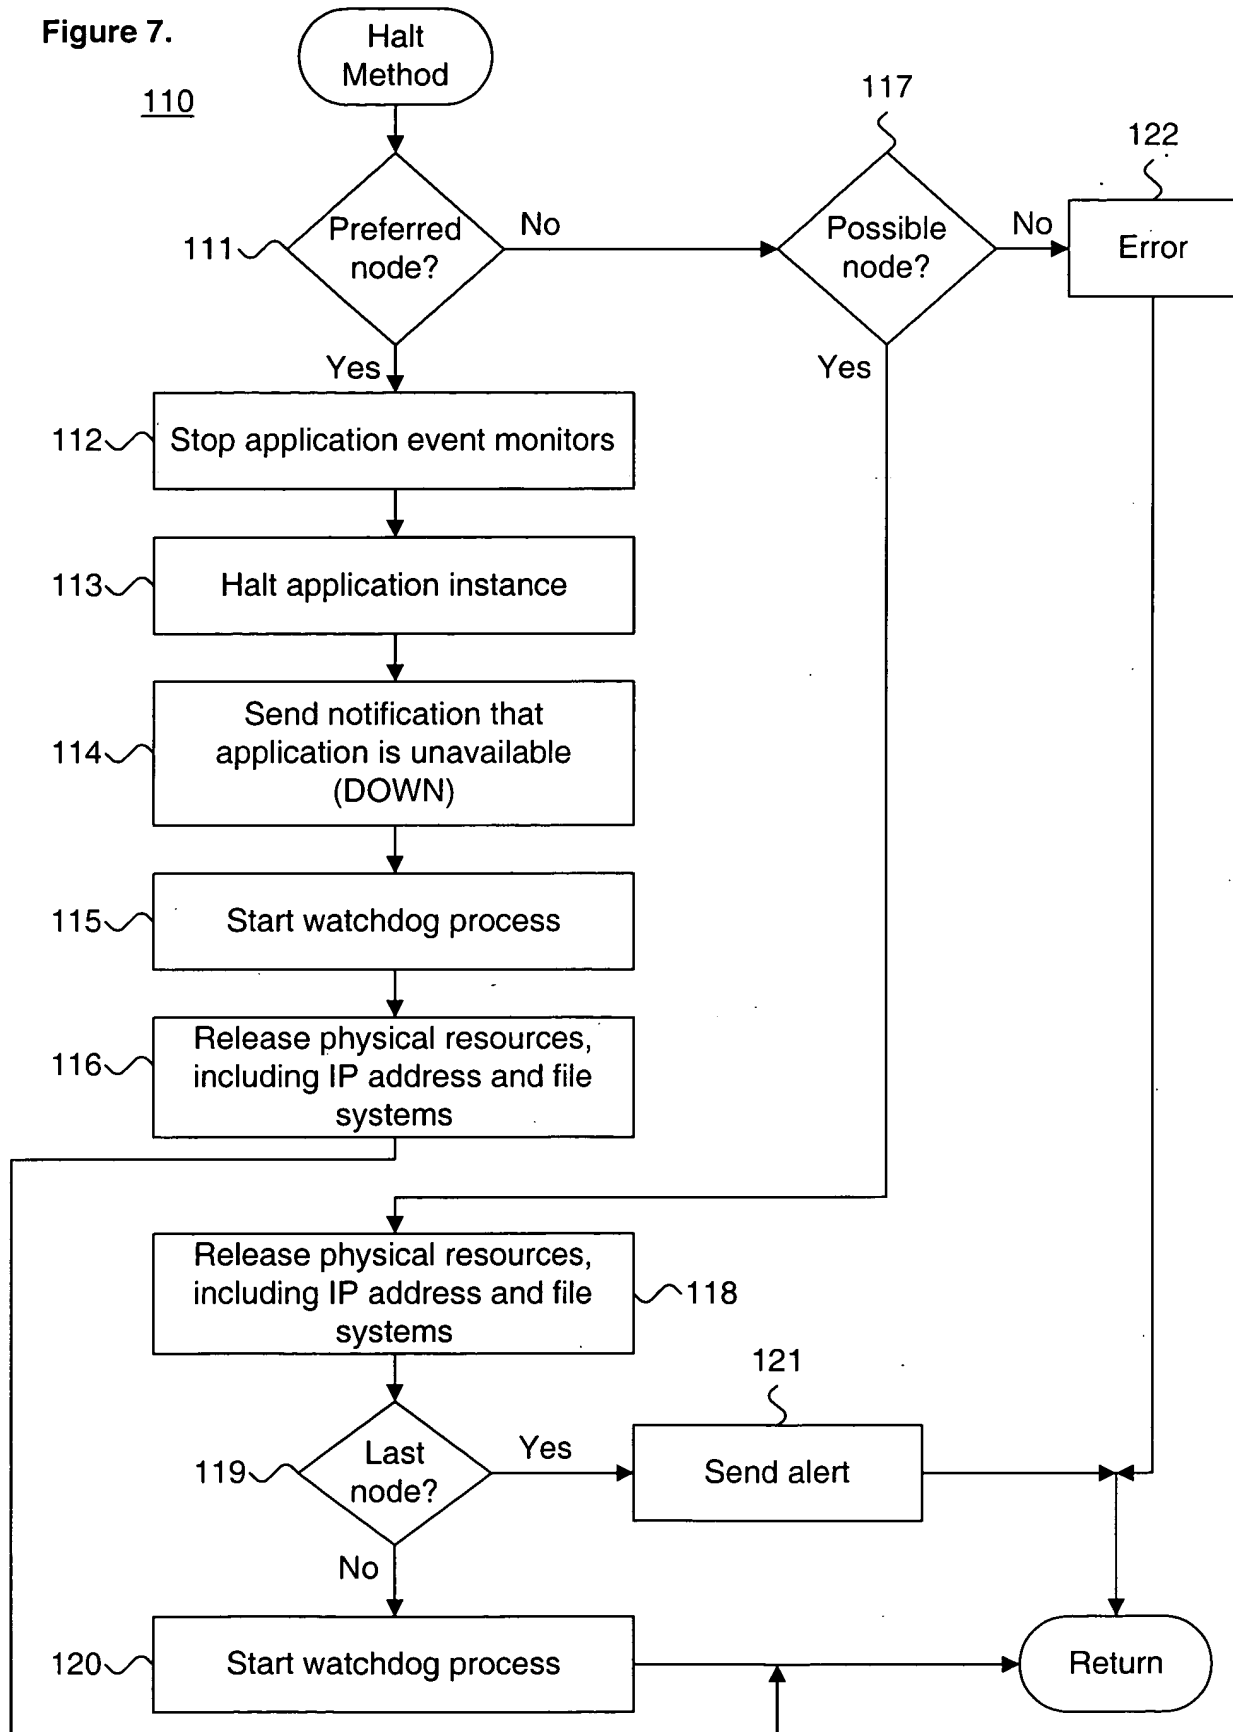 Figure 7.
110
Halt
Method
117
122
111
Preferred
node?
No
Possible
node?
No
Error
Yes
Yes
112
Stop application event monitors
113
Halt application instance
114
Send notification that
application is unavailable
(DOWN)
115
Start watchdog process
116
Release physical resources,
including IP address and file
systems
Release physical resources,
including IP address and file
systems
118
121
119
Last
node?
Yes
Send alert
No
120
Start watchdog process
Return